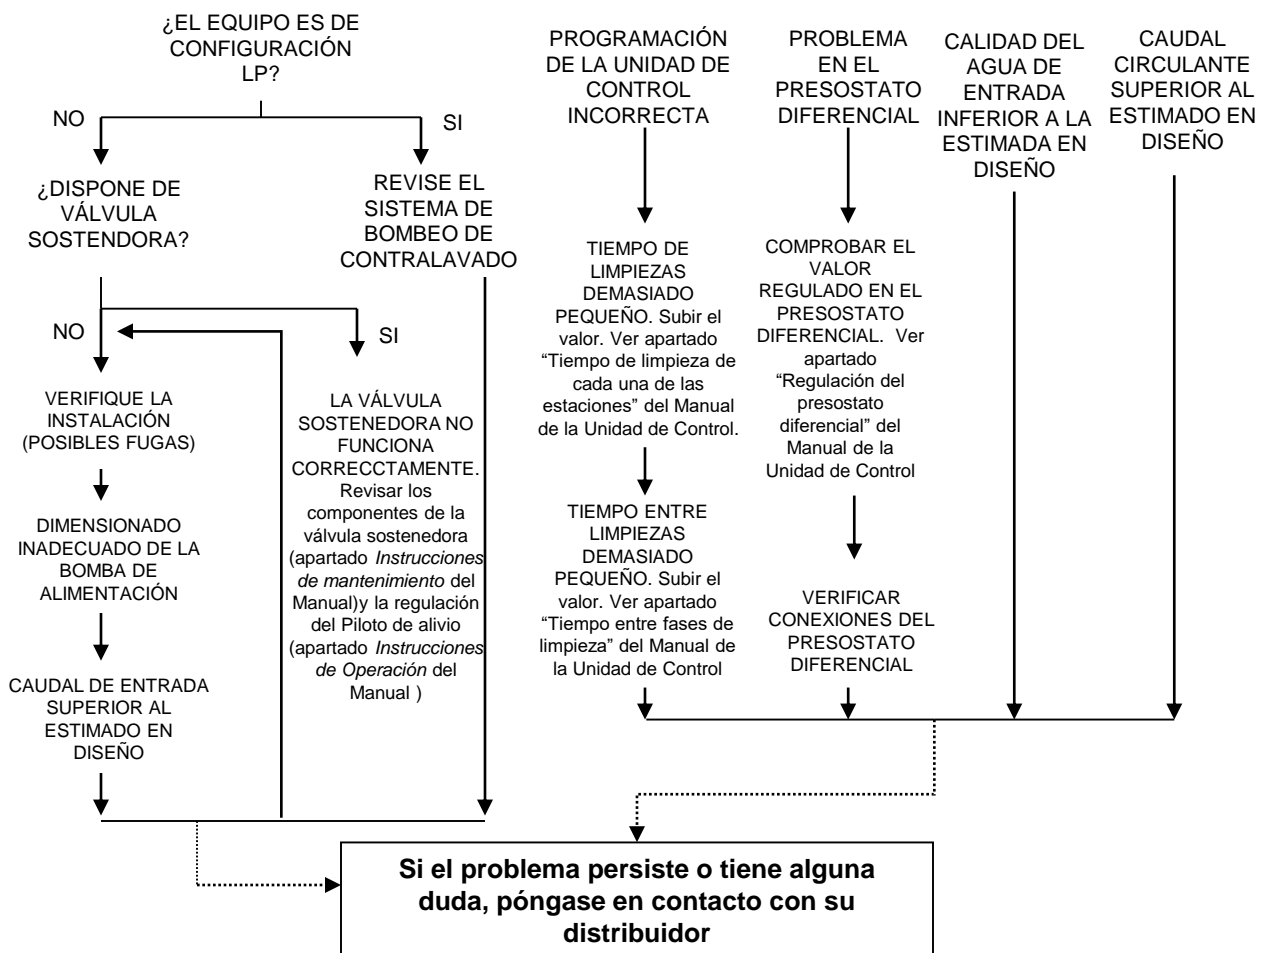 ¿EL EQUIPO ES DE
CONFIGURACIÓN
LP?
NO
SI
¿DISPONE DE
VÁLVULA
SOSTENDORA?
REVISE EL
SISTEMA DE
BOMBEO DE
CONTRALAVADO
NO
SI
VERIFIQUE LA
INSTALACIÓN
(POSIBLES FUGAS)
DIMENSIONADO
INADECUADO DE LA
BOMBA DE
ALIMENTACIÓN
CAUDAL DE ENTRADA
SUPERIOR AL
ESTIMADO EN
DISEÑO
LA VÁLVULA
SOSTENEDORA NO
FUNCIONA
CORRECCTAMENTE.
Revisar los
componentes de la
válvula sostenedora
(apartado Instrucciones
de mantenimiento del
Manual)y la regulación
del Piloto de alivio
(apartado Instrucciones
de Operación del
Manual )
PROGRAMACIÓN
DE LA UNIDAD DE
CONTROL
INCORRECTA
TIEMPO DE
LIMPIEZAS
DEMASIADO
PEQUEÑO. Subir el
valor. Ver apartado
“Tiempo de limpieza de
cada una de las
estaciones” del Manual
de la Unidad de Control.
TIEMPO ENTRE
LIMPIEZAS
DEMASIADO
PEQUEÑO. Subir el
valor. Ver apartado
“Tiempo entre fases de
limpieza” del Manual de
la Unidad de Control
PROBLEMA
EN EL
PRESOSTATO
DIFERENCIAL
COMPROBAR EL
VALOR
REGULADO EN EL
PRESOSTATO
DIFERENCIAL. Ver
apartado
“Regulación del
presostato
diferencial” del
Manual de la
Unidad de Control
VERIFICAR
CONEXIONES DEL
PRESOSTATO
DIFERENCIAL
CALIDAD DEL
AGUA DE
ENTRADA
INFERIOR A LA
ESTIMADA EN
DISEÑO
CAUDAL
CIRCULANTE
SUPERIOR AL
ESTIMADO EN
DISEÑO
Si el problema persiste o tiene alguna
duda, póngase en contacto con su
distribuidor